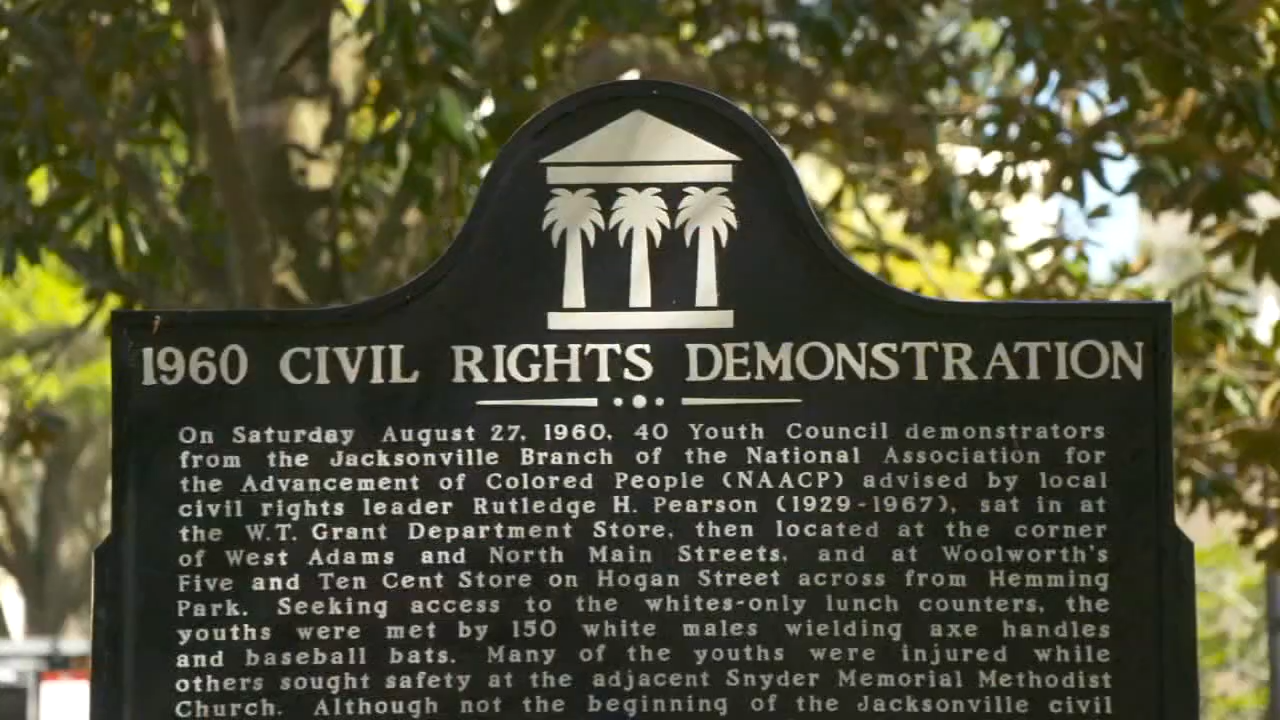 1960 CIVIL RIGHTS DEMONSTRATION
On Saturday August 27, 1960, 40 Youth Council demonstrators
from the Jacksonville Branch of the National Association for
the Advancement of Colored People (NAACP) advised by local
civil rights leader Rutledge H. Pearson (1929-1967), sat in at
the W.T. Grant Department Store, then located at the corner
of West Adams and North Main Streets, and at Woolworth's
Five and Ten Cent Store on Hogan Street across from Hemming
Park. Seeking access to the whites-only lunch counters, the
youths were met by 150 white males wielding axe handles
and baseball bats. Many of the youths were injured while
others sought safety at the adjacent Snyder Memorial Methodist
Church. Although not the beginning of the Jacksonville civil